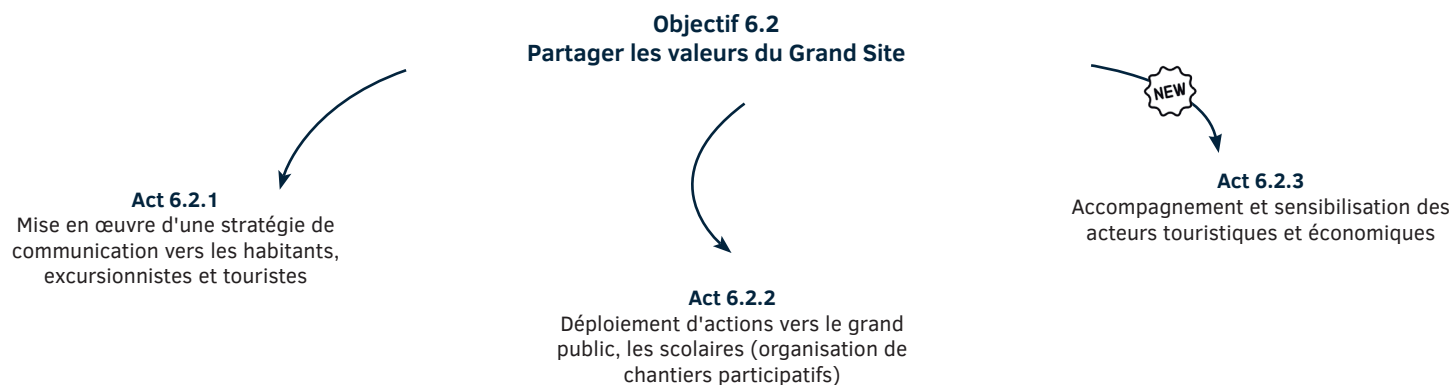 Objectif 6.2
Partager les valeurs du Grand Site
NEW
Act 6.2.1
Mise en œuvre d'une stratégie de
communication vers les habitants,
excursionnistes et touristes
Act 6.2.2
Déploiement d'actions vers le grand
public, les scolaires (organisation de
chantiers participatifs)
Act 6.2.3
Accompagnement et sensibilisation des
acteurs touristiques et économiques